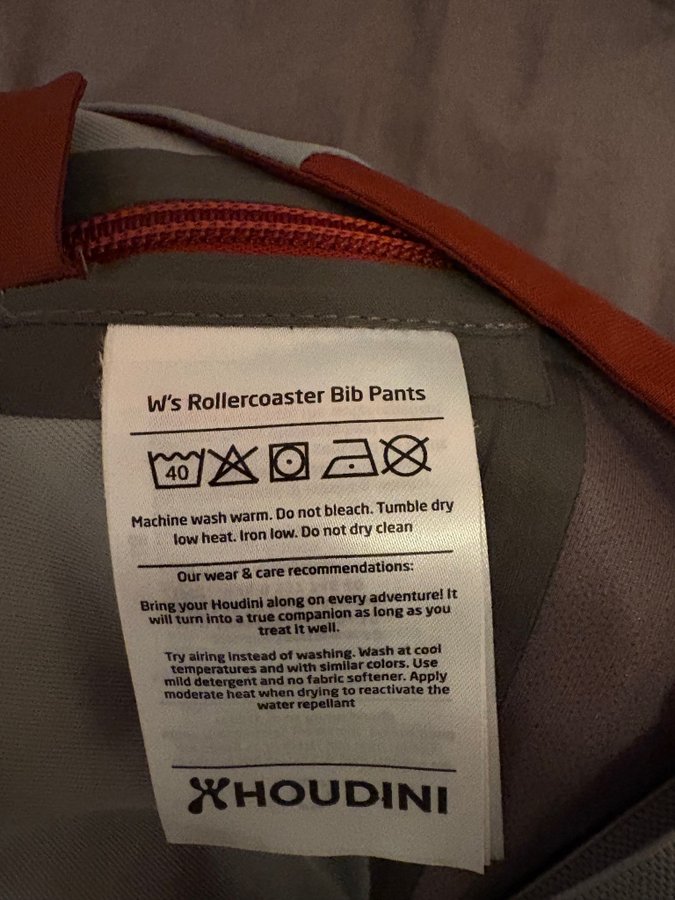 W's Rollercoaster Bib Pants
40
Machine wash warm. Do not bleach. Tumble dry
low heat. Iron low. Do not dry clean
Our wear & care recommendations:
Bring your Houdini along on every adventure! It
will turn into a true companion as long as you
treat it well.
Try airing instead of washing. Wash at cool
temperatures and with similar colors. Use
mild detergent and no fabric softener. Apply
moderate heat when drying to reactivate the
water repellant
HOUDINI